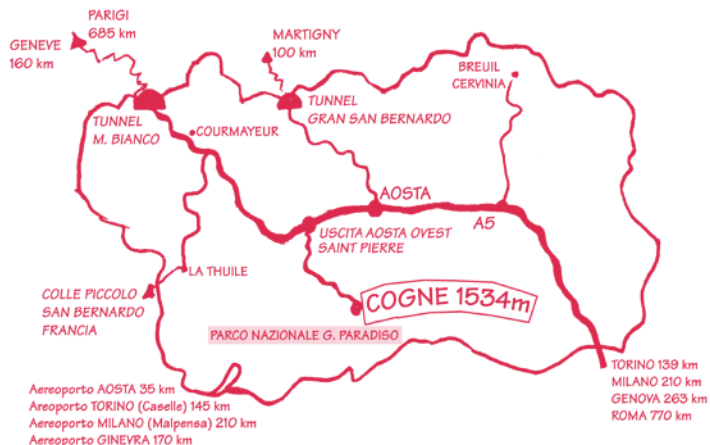 PARIGI
685 km
GENEVE
160 km
MARTIGNY
100 km
BREUIL
CERVINIA
TUNNEL
M. BIANCO
COURMAYEUR
TUNNEL
GRAN SAN BERNARDO
AOSTA
A5
USCITA AOSTA OVEST
SAINT PIERRE
LA THUILE
COLLE PICCOLO
SAN BERNARDO
FRANCIA
COGNE 1534m
PARCO NAZIONALE G. PARADISO
TORINO 139 km
MILANO 210 km
GENOVA 263 km
ROMA 770 km
Aereoporto AOSTA 35 km
Areoporto TORINO (Caselle) 145 km
Aereoporto MILANO (Malpensa) 210 km
Aereoporto GINEVRA 170 km